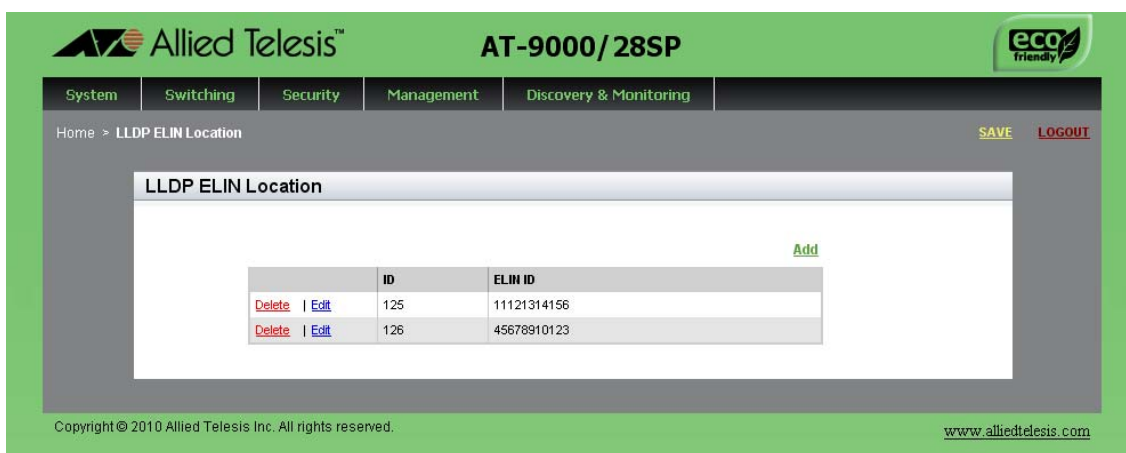 Allied Telesis™
AT-9000/28SP
eco
friendly
System Switching Security Management Discovery & Monitoring
Home > LLDP ELIN Location
SAVE LOGOUT
LLDP ELIN Location
Add
ID ELIN ID
Delete | Edit 125 11121314156
Delete | Edit 126 45678910123
Copyright © 2010 Allied Telesis Inc. All rights reserved.
www.alliedtelesis.com